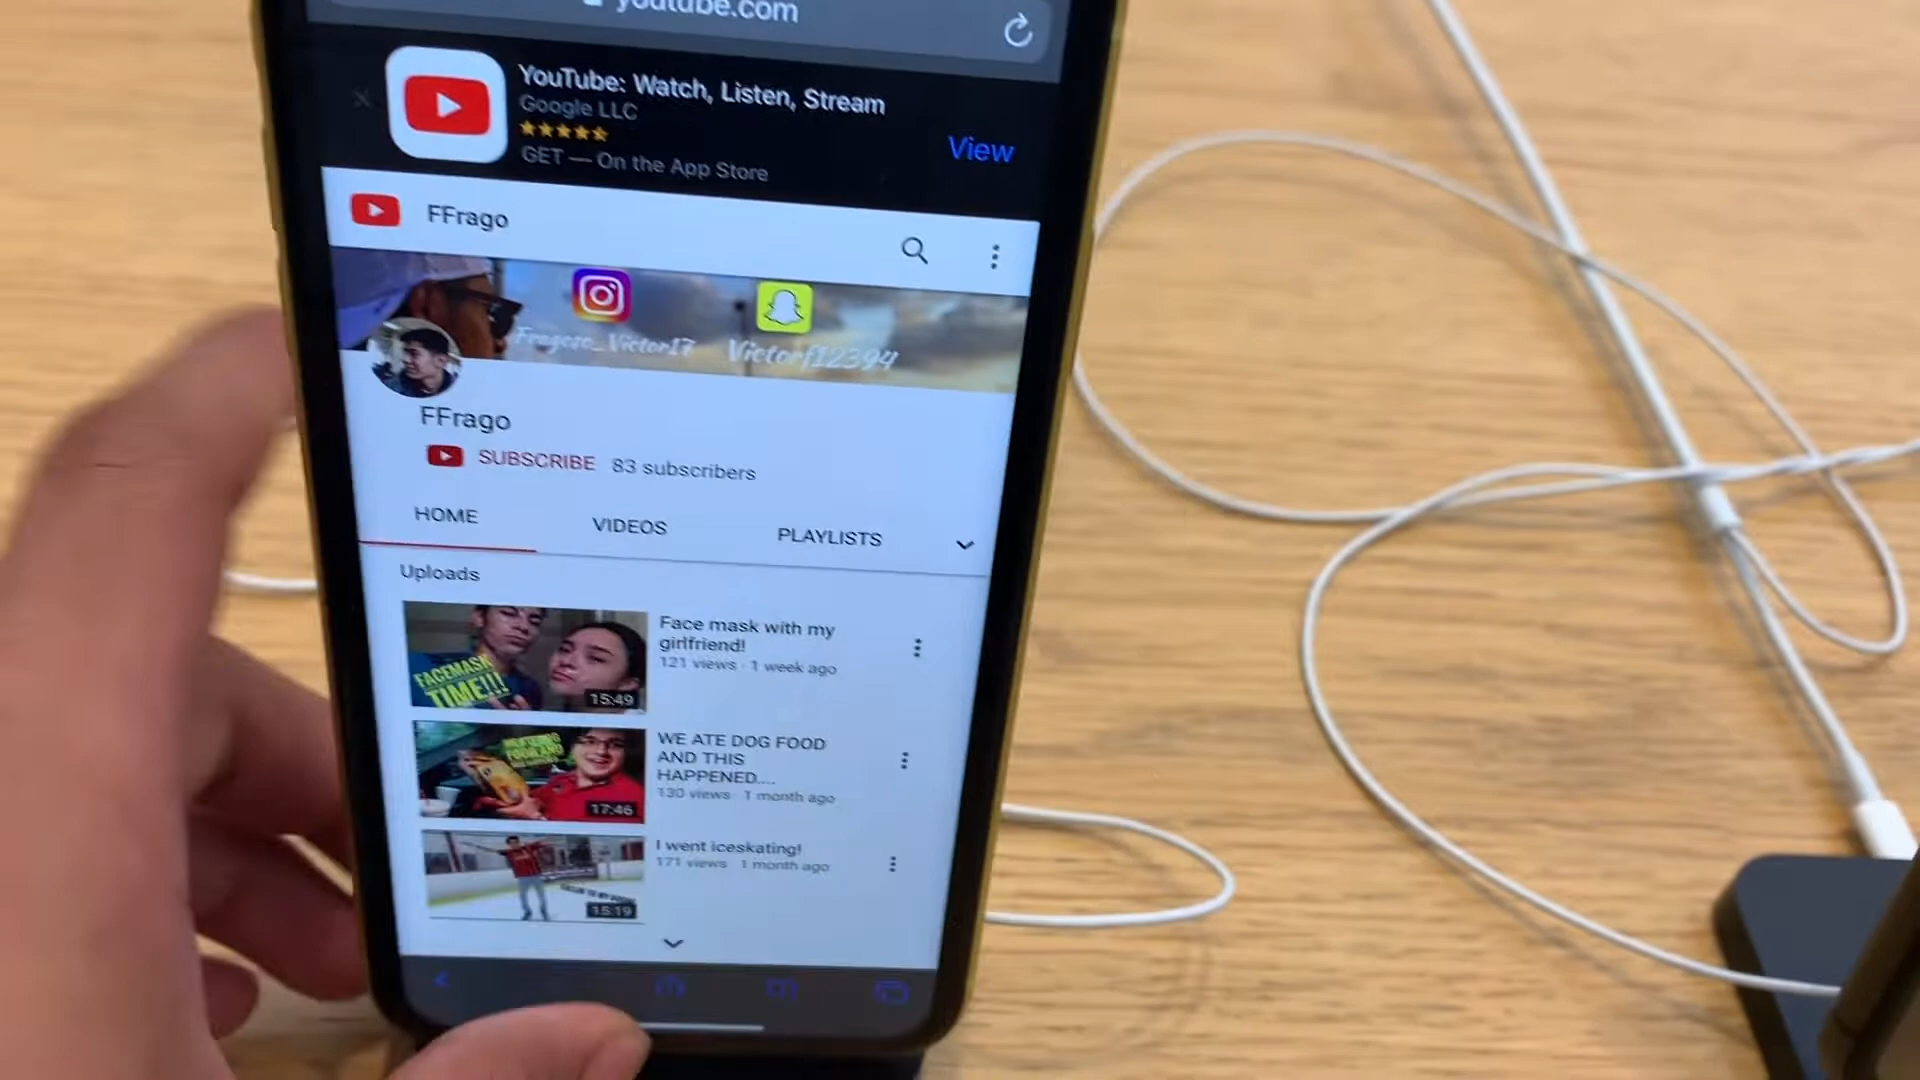 youtube.com
YouTube: Watch, Listen, Stream
Google LLC
GET — On the App Store
View
FFrago
Fragoso_Victor17
Victorf12394
FFrago
SUBSCRIBE 83 subscribers
HOME VIDEOS PLAYLISTS
Uploads
FACEMASK
TIME!!!
15:49
Face mask with my
girlfriend!
121 views · 1 week ago
17:46
WE ATE DOG FOOD
AND THIS
HAPPENED....
130 views · 1 month ago
15:19
I went iceskating!
171 views · 1 month ago